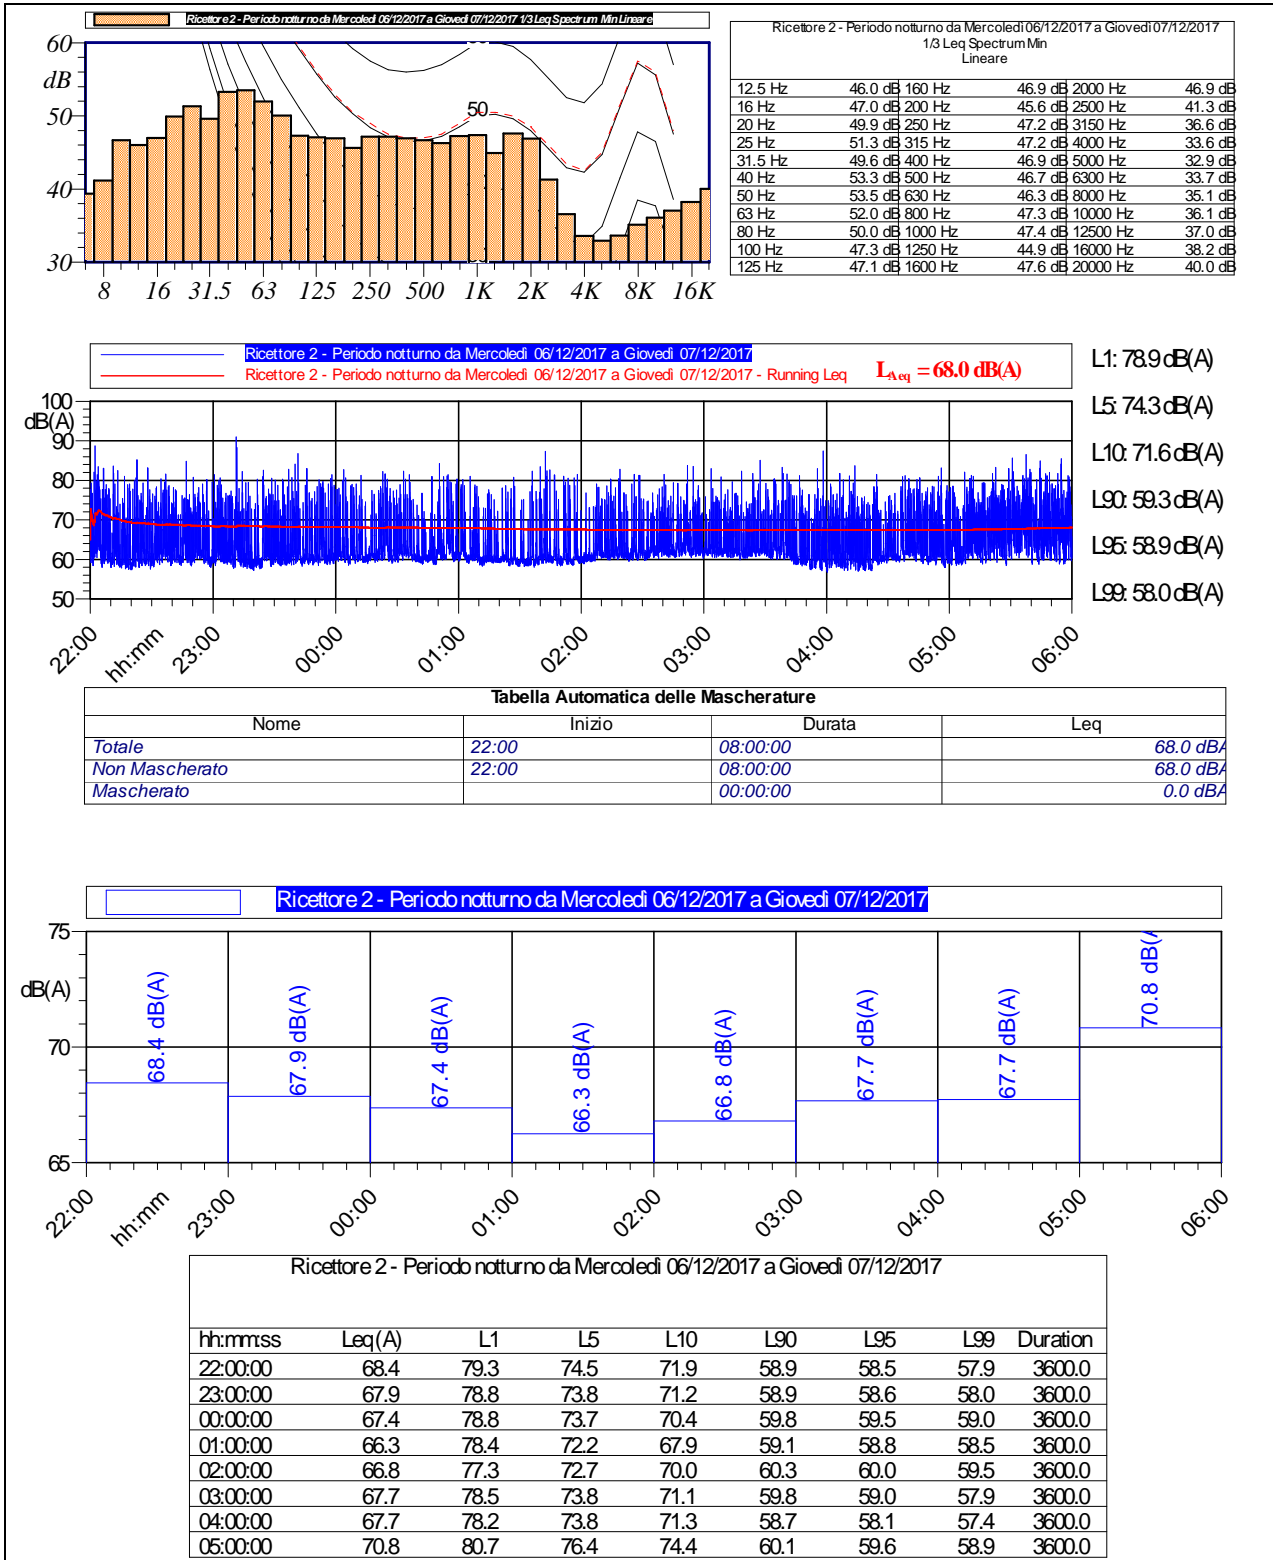 Ricettore 2 - Periodo notturno da Mercoledì 06/12/2017 a Giovedì 07/12/2017 1/3 Leq Spectrum Min Lineare
60
dB
50
40
30
50
8 16 31.5 63 125 250 500 1K 2K 4K 8K 16K
Ricettore 2 - Periodo notturno da Mercoledì 06/12/2017 a Giovedì 07/12/2017
1/3 Leq Spectrum Min
Lineare
12.5 Hz 46.0 dB 160 Hz 46.9 dB 2000 Hz 46.9 dB
16 Hz 47.0 dB 200 Hz 45.6 dB 2500 Hz 41.3 dB
20 Hz 49.9 dB 250 Hz 47.2 dB 3150 Hz 36.6 dB
25 Hz 51.3 dB 315 Hz 47.2 dB 4000 Hz 33.6 dB
31.5 Hz 49.6 dB 400 Hz 46.9 dB 5000 Hz 32.9 dB
40 Hz 53.3 dB 500 Hz 46.7 dB 6300 Hz 33.7 dB
50 Hz 53.5 dB 630 Hz 46.3 dB 8000 Hz 35.1 dB
63 Hz 52.0 dB 800 Hz 47.3 dB 10000 Hz 36.1 dB
80 Hz 50.0 dB 1000 Hz 47.4 dB 12500 Hz 37.0 dB
100 Hz 47.3 dB 1250 Hz 44.9 dB 16000 Hz 38.2 dB
125 Hz 47.1 dB 1600 Hz 47.6 dB 20000 Hz 40.0 dB
Ricettore 2 - Periodo notturno da Mercoledì 06/12/2017 a Giovedì 07/12/2017
Ricettore 2 - Periodo notturno da Mercoledì 06/12/2017 a Giovedì 07/12/2017 - Running Leq LAeq = 68.0 dB(A)
L1: 78.9 dB(A)
L5: 74.3 dB(A)
L10: 71.6 dB(A)
L90: 59.3 dB(A)
L95: 58.9 dB(A)
L99: 58.0 dB(A)
100
dB(A)
90
80
70
60
50
22:00 hh:mm 23:00 00:00 01:00 02:00 03:00 04:00 05:00 06:00
Tabella Automatica delle Mascherature
Nome Inizio Durata Leq
Totale 22:00 08:00:00 68.0 dBA
Non Mascherato 22:00 08:00:00 68.0 dBA
Mascherato 00:00:00 0.0 dBA
Ricettore 2 - Periodo notturno da Mercoledì 06/12/2017 a Giovedì 07/12/2017
75
dB(A)
70
65
68.4 dB(A) 67.9 dB(A) 67.4 dB(A) 66.3 dB(A) 66.8 dB(A) 67.7 dB(A) 67.7 dB(A) 70.8 dB(A
22:00 hh:mm 23:00 00:00 01:00 02:00 03:00 04:00 05:00 06:00
Ricettore 2 - Periodo notturno da Mercoledì 06/12/2017 a Giovedì 07/12/2017
hh:mm:ss Leq(A) L1 L5 L10 L90 L95 L99 Duration
22:00:00 68.4 79.3 74.5 71.9 58.9 58.5 57.9 3600.0
23:00:00 67.9 78.8 73.8 71.2 58.9 58.6 58.0 3600.0
00:00:00 67.4 78.8 73.7 70.4 59.8 59.5 59.0 3600.0
01:00:00 66.3 78.4 72.2 67.9 59.1 58.8 58.5 3600.0
02:00:00 66.8 77.3 72.7 70.0 60.3 60.0 59.5 3600.0
03:00:00 67.7 78.5 73.8 71.1 59.8 59.0 57.9 3600.0
04:00:00 67.7 78.2 73.8 71.3 58.7 58.1 57.4 3600.0
05:00:00 70.8 80.7 76.4 74.4 60.1 59.6 58.9 3600.0